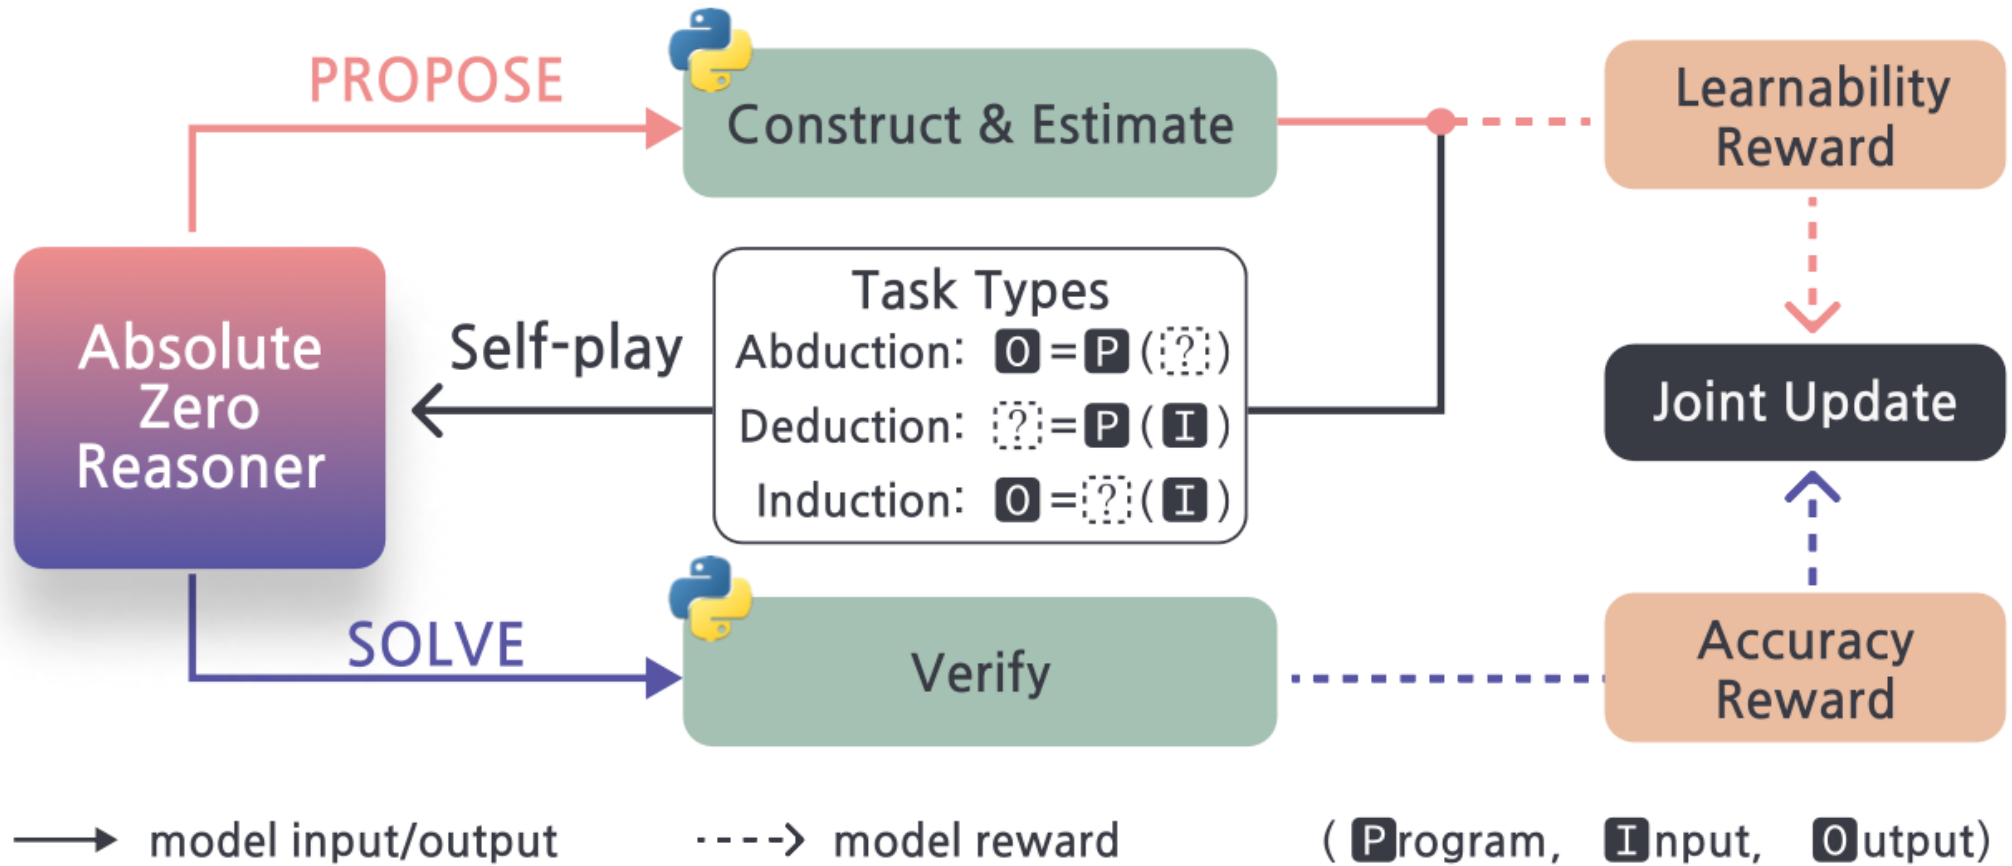 PROPOSE
Construct & Estimate
Learnability
Reward
Absolute
Zero
Reasoner
Self-play
Task Types
Abduction: O = P ( ? )
Deduction: ? = P ( I )
Induction: O = ? ( I )
Joint Update
SOLVE
Verify
Accuracy
Reward
model input/output
model reward
( Program, Input, Output)